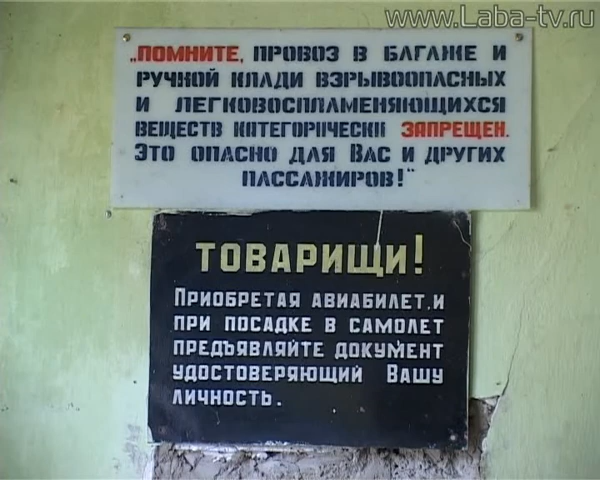 www.Laba-tv.ru
„ПОМНИТЕ, ПРОВОЗ В БАГАЖЕ И
РУЧНОЙ КЛАДИ ВЗРЫВООПАСНЫХ
И ЛЕГКОВОСПЛАМЕНЯЮЩИХСЯ
ВЕЩЕСТВ КАТЕГОРИЧЕСКИ ЗАПРЕЩЕН.
ЭТО ОПАСНО ДЛЯ ВАС И ДРУГИХ
ПАССАЖИРОВ!“
ТОВАРИЩИ!
ПРИОБРЕТАЯ АВИАБИЛЕТ, И
ПРИ ПОСАДКЕ В САМОЛЕТ
ПРЕДЪЯВЛЯЙТЕ ДОКУМЕНТ
УДОСТОВЕРЯЮЩИЙ ВАШУ
ЛИЧНОСТЬ.